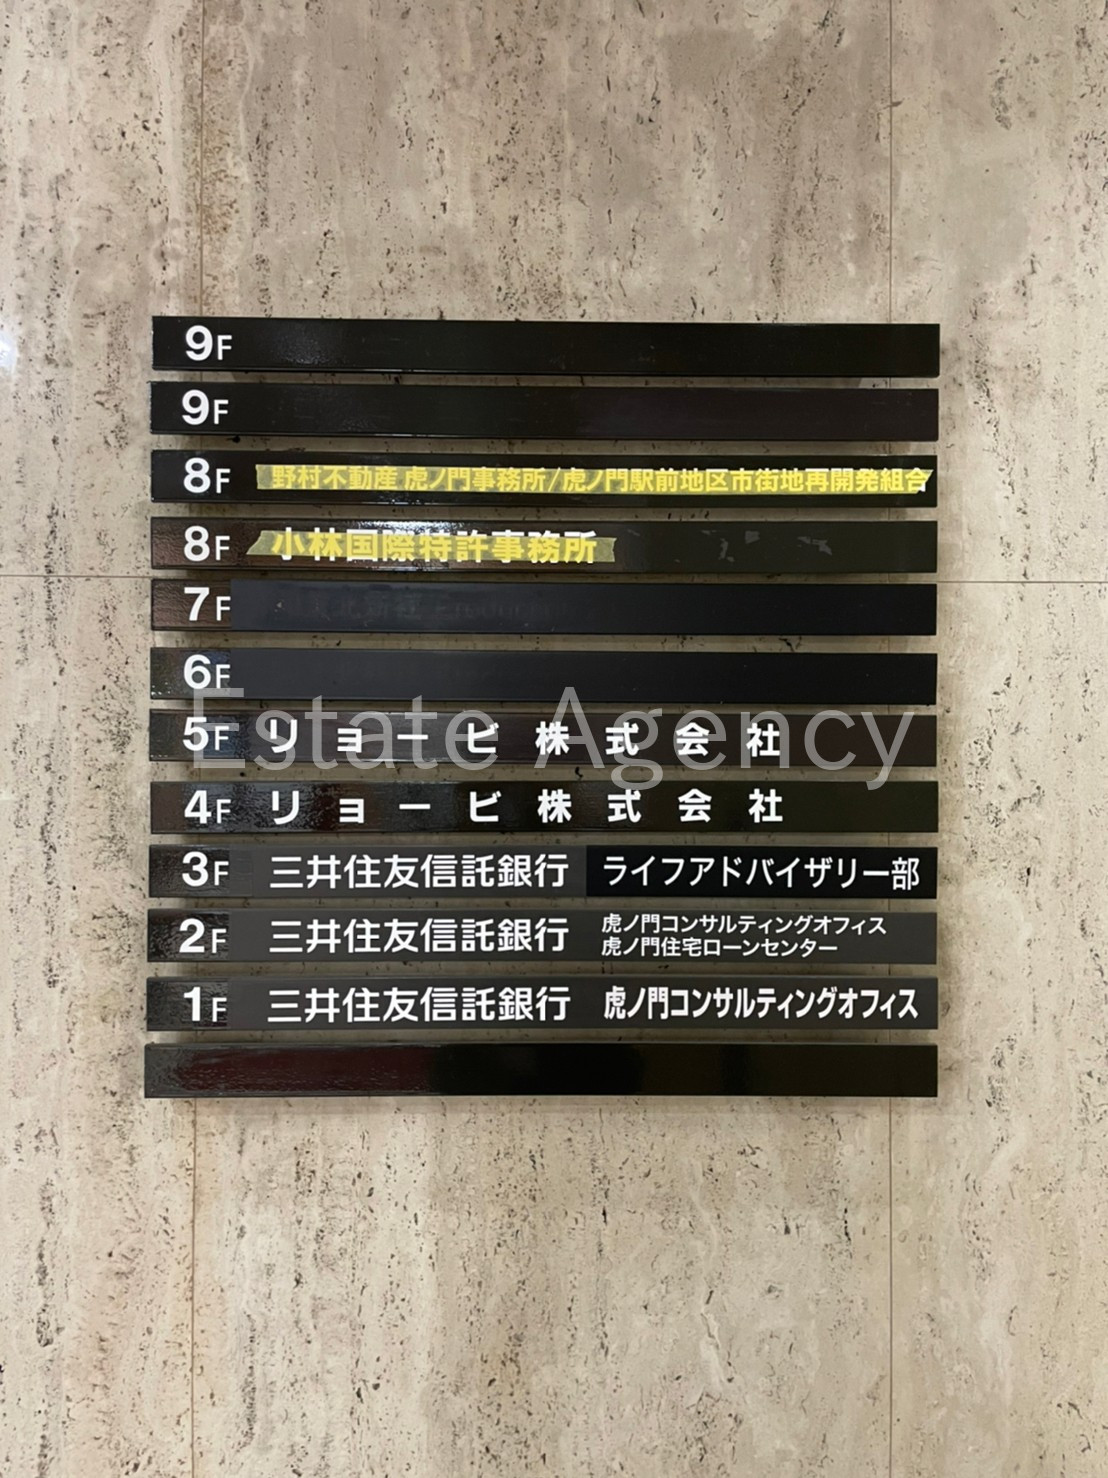 9F
9F
8F 野村不動産 虎ノ門事務所/虎ノ門駅前地区市街地再開発組合
8F 小林国際特許事務所
7F
6F
Estate Agency
5F リョービ株式会社
4F リョービ株式会社
3F 三井住友信託銀行 ライフアドバイザリー部
2F 三井住友信託銀行 虎ノ門コンサルティングオフィス
虎ノ門住宅ローンセンター
1F 三井住友信託銀行 虎ノ門コンサルティングオフィス